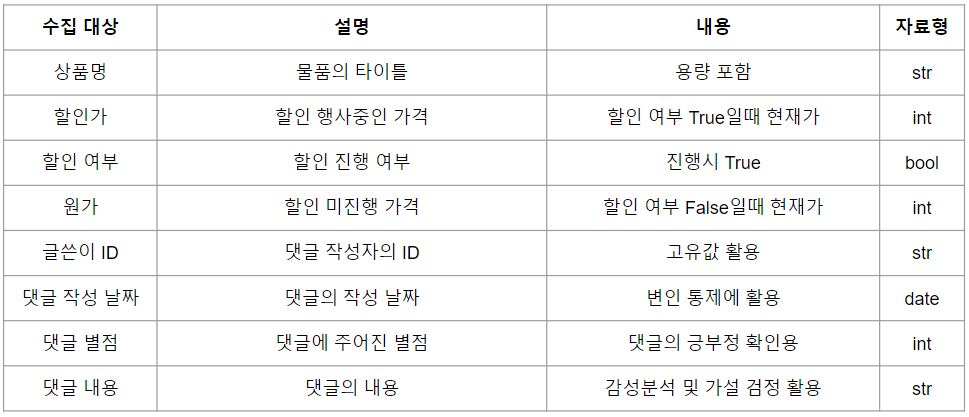 수집 대상 설명 내용 자료형
상품명 물품의 타이틀 용량 포함 str
할인가 할인 행사중인 가격 할인 여부 True일때 현재가 int
할인 여부 할인 진행 여부 진행시 True bool
원가 할인 미진행 가격 할인 여부 False일때 현재가 int
글쓴이 ID 댓글 작성자의 ID 고유값 활용 str
댓글 작성 날짜 댓글의 작성 날짜 변인 통제에 활용 date
댓글 별점 댓글에 주어진 별점 댓글의 긍부정 확인용 int
댓글 내용 댓글의 내용 감성분석 및 가설 검정 활용 str